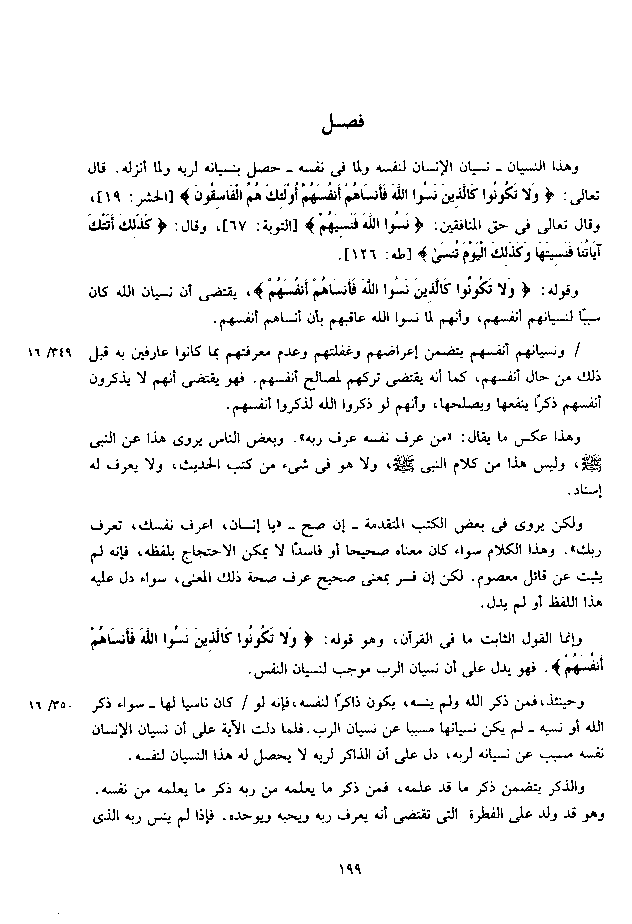 فصـل
وهذا النسيان ـ نسيان الإنسان لنفسه ولما فى نفسه ـ حصل بنسيانه لربه ولما أنزله. قال
تعالى: ﴿ وَلا تَكُونُوا كَالَّذِينَ نَسُوا اللَّهَ فَأَنسَاهُمْ أَنفُسَهُمْ أُوْلَئِكَ هُمُ الْفَاسِقُونَ ﴾ [الحشر: ١٩]،
وقال تعالى فى حق المنافقين: ﴿ نَسُوا اللَّهَ فَنَسِيَهُمْ ﴾ [التوبة: ٦٧]، وقال: ﴿ كَذَلِكَ أَتَتْكَ
آيَاتُنَا فَنَسِيتَهَا وَكَذَلِكَ الْيَوْمَ تُنسَىٰ ﴾ [طه: ١٢٦].
وقوله: ﴿ وَلا تَكُونُوا كَالَّذِينَ نَسُوا اللَّهَ فَأَنسَاهُمْ أَنفُسَهُمْ ﴾، يقتضى أن نسيان الله كان
سببًا لنسيانهم أنفسهم، وأنهم لما نسوا الله عاقبهم بأن أنساهم أنفسهم.
١٦ /٣٤٩ / ونسيانهم أنفسهم يتضمن إعراضهم وغفلتهم وعدم معرفتهم بما كانوا عارفين به قبل
ذلك من حال أنفسهم، كما أنه يقتضى تركهم لمصالح أنفسهم. فهو يقتضى أنهم لا يذكرون
أنفسهم ذكرًا ينفعها ويصلحها، وأنهم لو ذكروا الله لذكروا أنفسهم.
وهذا عكس ما يقال: «من عرف نفسه عرف ربه». وبعض الناس يروى هذا عن النبى
ﷺ، وليس هذا من كلام النبى ﷺ، ولا هو فى شىء من كتب الحديث، ولا يعرف له
إسناد.
ولكن يروى فى بعض الكتب المتقدمة ـ إن صح ـ «يا إنسان، اعرف نفسك، تعرف
ربك». وهذا الكلام سواء كان معناه صحيحا أو فاسدًا لا يمكن الاحتجاج بلفظه، فإنه لم
يثبت عن قائل معصوم. لكن إن فسر بمعنى صحيح عرف صحة ذلك المعنى، سواء دل عليه
هذا اللفظ أو لم يدل.
وإنما القول الثابت ما فى القرآن، وهو قوله: ﴿ وَلا تَكُونُوا كَالَّذِينَ نَسُوا اللَّهَ فَأَنسَاهُمْ
أَنفُسَهُمْ ﴾. فهو يدل على أن نسيان الرب موجب لنسيان النفس.
١٦ /٣٥٠ وحينئذ، فمن ذكر الله ولم ينسه، يكون ذاكرًا لنفسه، فإنه لو / كان ناسيا لها ـ سواء ذكر
الله أو نسيه ـ لم يكن نسيانها مسببا عن نسيان الرب. فلما دلت الآية على أن نسيان الإنسان
نفسه مسبب عن نسيانه لربه، دل على أن الذاكر لربه لا يحصل له هذا النسيان لنفسه.
والذكر يتضمن ذكر ما قد علمه، فمن ذكر ما يعلمه من ربه ذكر ما يعلمه من نفسه.
وهو قد ولد على الفطرة التى تقتضى أنه يعرف ربه ويحبه ويوحده. فإذا لم ينس ربه الذى
١٩٩